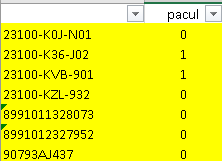 pacul
23100-K0J-N01 0
23100-K36-J02 1
23100-KVB-901 1
23100-KZL-932 0
8991011328073 0
8991012327952 0
90793AJ437 0